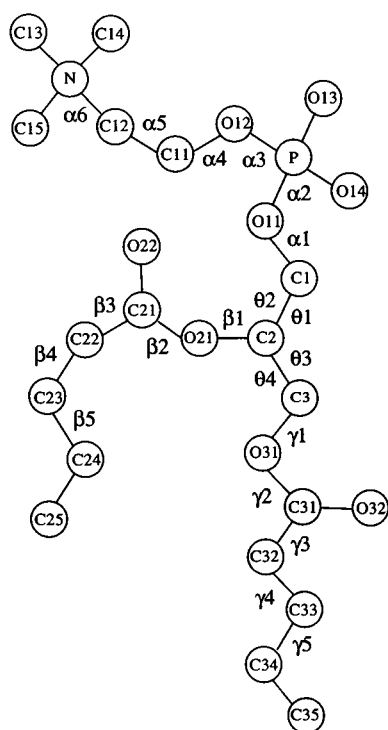 C13 C14
N O13
C15 α6 C12 α5 O12 α3 P
C11 α4 α2 O14
O11 α1
O22 C1
β3 θ2 θ1
C22 C21 β2 O21 β1 C2
β4 θ3
C23 θ4 C3
β5 γ1
C24 O31
C25 γ2 C31 O32
C32 γ3
γ4 C33
γ5
C34
C35